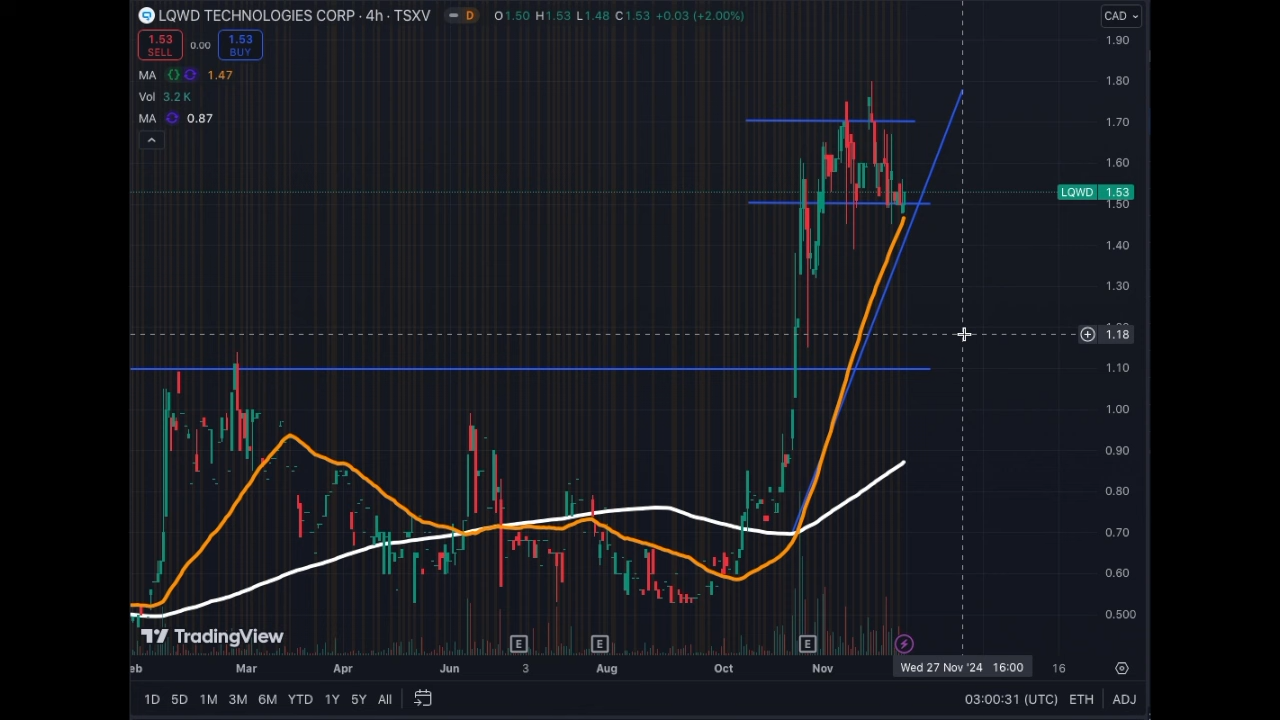 LQWD TECHNOLOGIES CORP · 4h · TSXV D O1.50 H1.53 L1.48 C1.53 +0.03 (+2.00%) CAD
1.53 SELL 0.00 1.53 BUY
MA 1.47
Vol 3.2 K
MA 0.87
1.90
1.80
1.70
1.60
LQWD 1.53
1.50
1.40
1.30
1.18
1.10
1.00
0.90
0.80
0.70
0.60
0.500
TradingView
E E E
eb Mar Apr Jun 3 Aug Oct Nov Wed 27 Nov '24 16:00 16
1D 5D 1M 3M 6M YTD 1Y 5Y All 03:00:31 (UTC) ETH ADJ